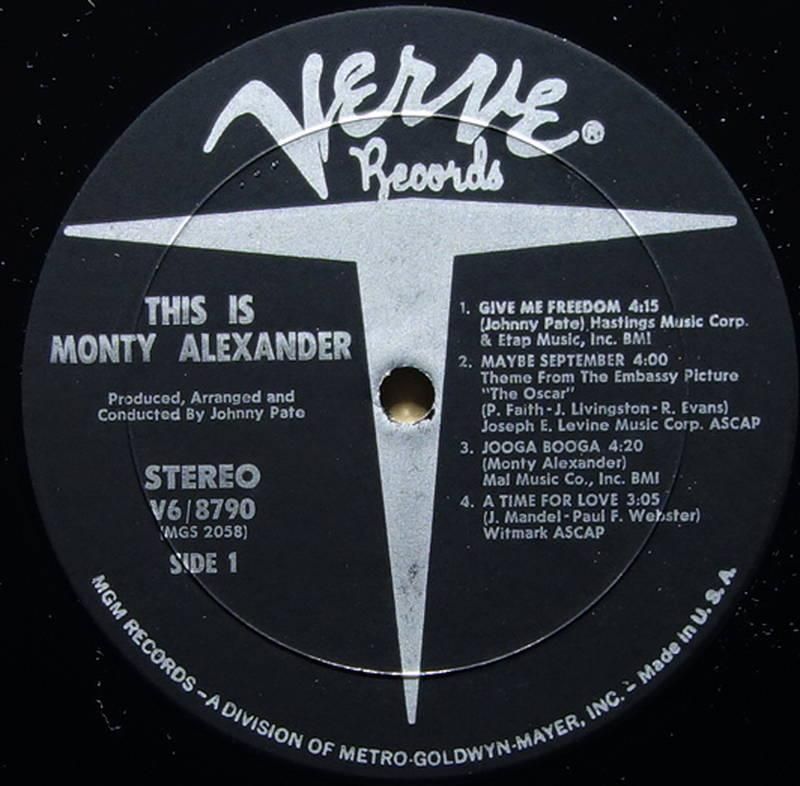 Verve®
Records
THIS IS
MONTY ALEXANDER
Produced, Arranged and
Conducted By Johnny Pate
STEREO
V6/8790
(MGS 2058)
SIDE 1
1. GIVE ME FREEDOM 4:15
(Johnny Pate) Hastings Music Corp.
& Etap Music, Inc. BMI
2. MAYBE SEPTEMBER 4:00
Theme From The Embassy Picture
"The Oscar"
(P. Faith-J. Livingston-R. Evans)
Joseph E. Levine Music Corp. ASCAP
3. JOOGA BOOGA 4:20
(Monty Alexander)
Mal Music Co., Inc. BMI
4. A TIME FOR LOVE 3:05
(J. Mandel-Paul F. Webster)
Witmark ASCAP
MGM RECORDS – A DIVISION OF METRO-GOLDWYN-MAYER, INC. – Made in U. S. A.